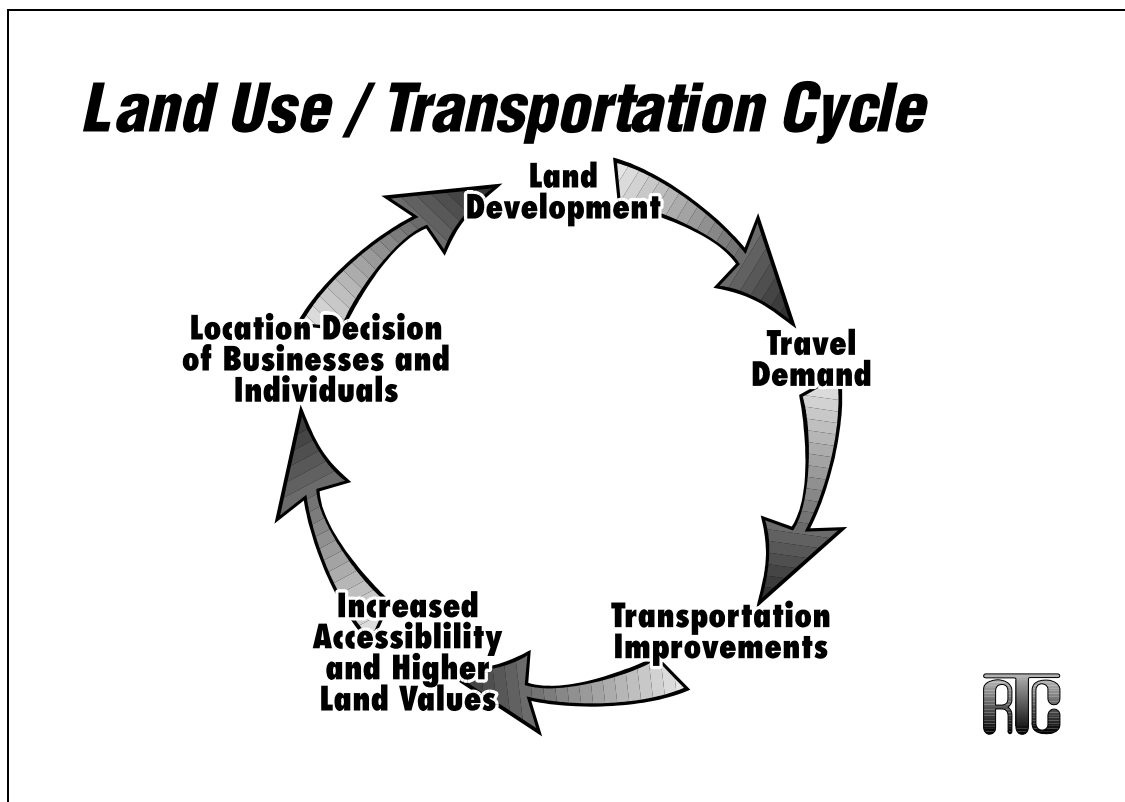 Land Use / Transportation Cycle
Land
Development
Travel
Demand
Transportation
Improvements
Increased
Accessiblility
and Higher
Land Values
Location-Decision
of Businesses and
Individuals
RTC